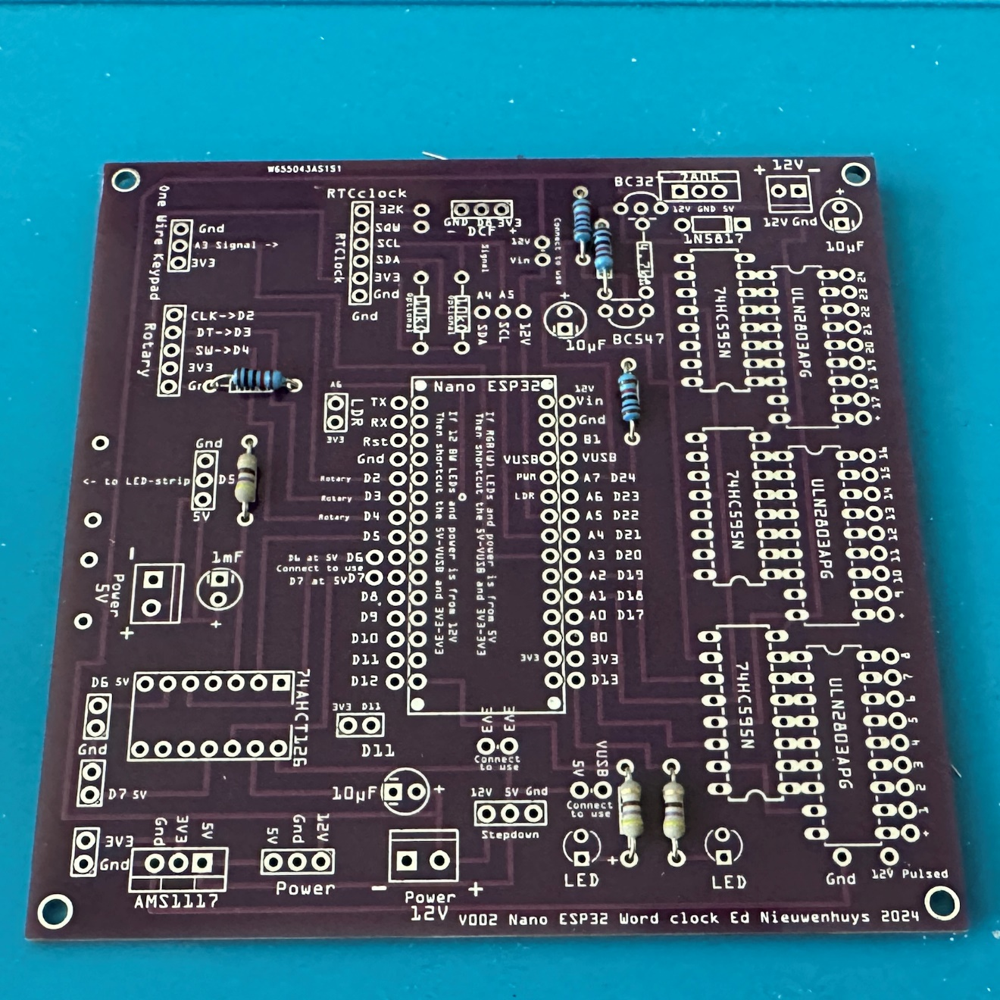 W655043AS1S1
One Wire Keypad
Gnd
A3 Signal ->
3V3
RTCclock
RTClock
32K
SQW
SCL
SDA
3V3
Gnd
Gnd
GND D8 3V3
- DCF +
Signal
12V
Vin
Connect to use
BC327
7805
12V GND 5V
1N5817
+ 12V -
12V Gnd
+
10µF
Rotary
CLK->D2
DT->D3
SW->D4
3V3
optional
10k
optional
10k
A4 A5
SDA
SCL
12V
+
10µF
4.7k
BC547
74HC595N
ULN2803APG
24
23
22
21
20
19
18
17
+
A6
LDR
3V3
Nano ESP32
If RGB(W) LEDs and power is from 5V
Then shortcut the 5V-VUSB and 3V3-3V3
If 12 BW LEDs and power is from 12V
Then shortcut the 5V-VUSB and 3V3-3V3
TX
RX
Rst
Gnd
Rotary D2
Rotary D3
Rotary D4
D5
D6 at 5V D6
Connect to use
D7 at 5V D7
D8
D9
D10
D11
D12
12V
Vin
Gnd
B1
VUSB VUSB
PWM A7 D24
LDR A6 D23
A5 D22
A4 D21
A3 D20
A2 D19
A1 D18
A0 D17
B0
3V3 3V3
D13
Gnd
<- to LED-strip D5
5V
74HC595N
ULN2803APG
16
15
14
13
12
11
10
9
+
-
Power
5V
+
1mF
+
D6 5V
Gnd
D7 5V
74AHCT126
3V3 D11
D11
3V3
3V3
Connect
to use
74HC595N
ULN2803APG
8
7
6
5
4
3
2
1
+
10µF +
12V 5V Gnd
Stepdown
5V
VUSB
Connect
to use
3V3
Gnd
Gnd
3V3
5V
AMS1117
5V
Gnd
12V
Power
- +
Power
12V
+
LED
LED
Gnd
12V Pulsed
V002 Nano ESP32 Word clock Ed Nieuwenhuys 2024